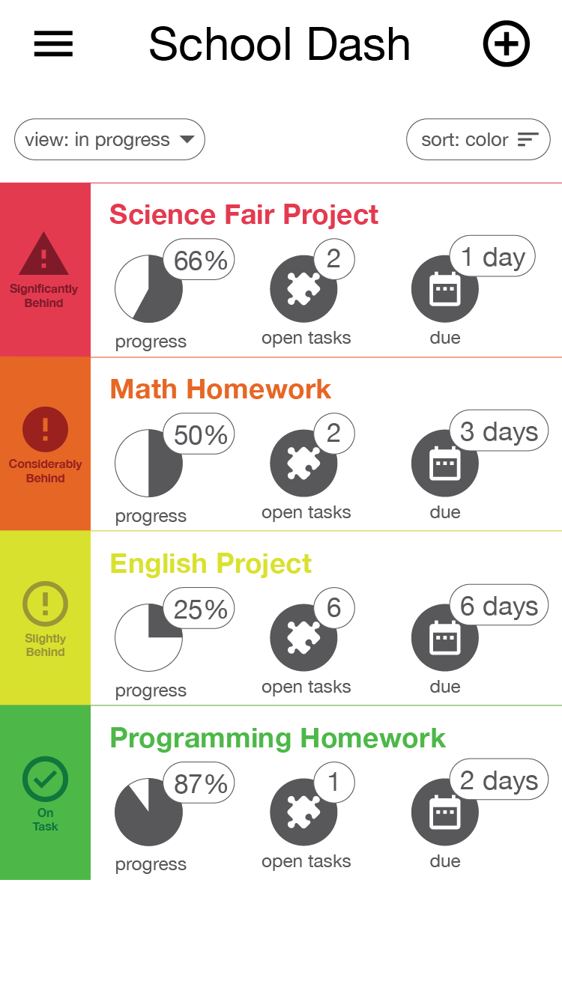 School Dash
view: in progress
sort: color
Significantly
Behind
Science Fair Project
66%
2
1 day
progress
open tasks
due
Considerably
Behind
Math Homework
50%
2
3 days
progress
open tasks
due
Slightly
Behind
English Project
25%
6
6 days
progress
open tasks
due
On
Task
Programming Homework
87%
1
2 days
progress
open tasks
due